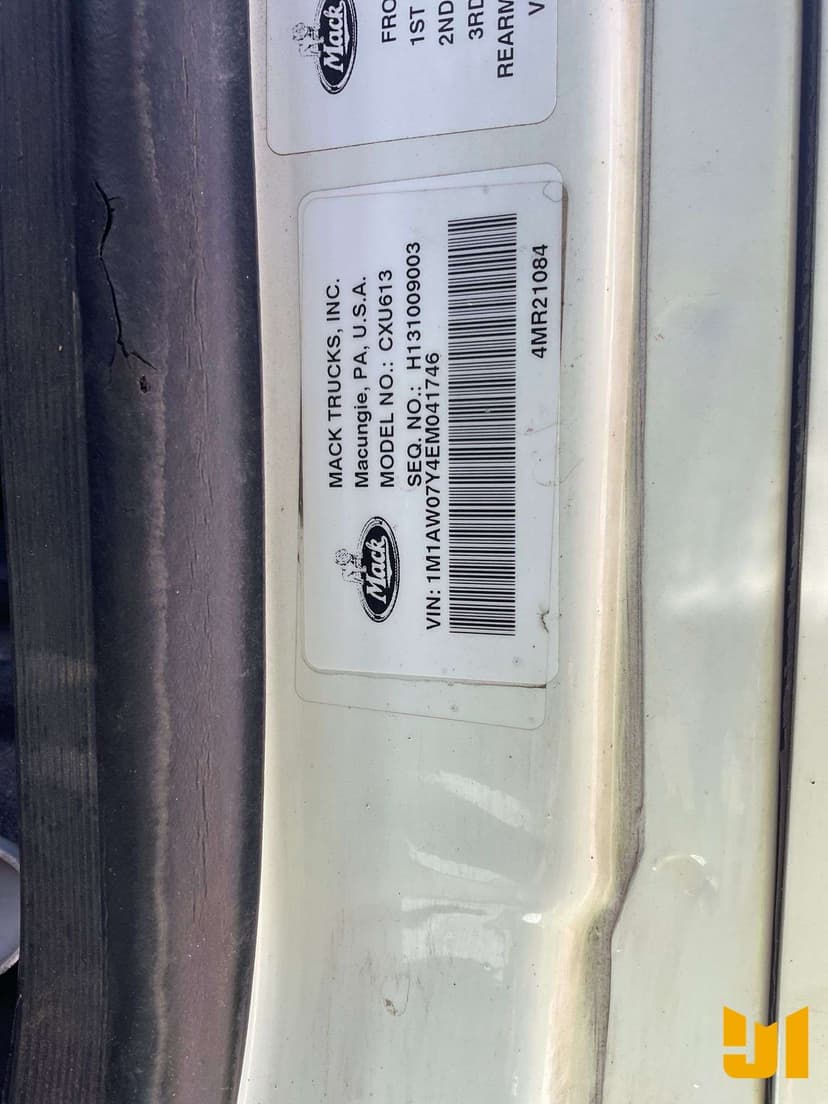 Mack
FRO
1ST
2ND
3RD
REARM
V
Mack
MACK TRUCKS, INC.
Macungie, PA, U.S.A.
MODEL NO.: CXU613
SEQ. NO.: H131009003
VIN: 1M1AW07Y4EM041746
4MR21084